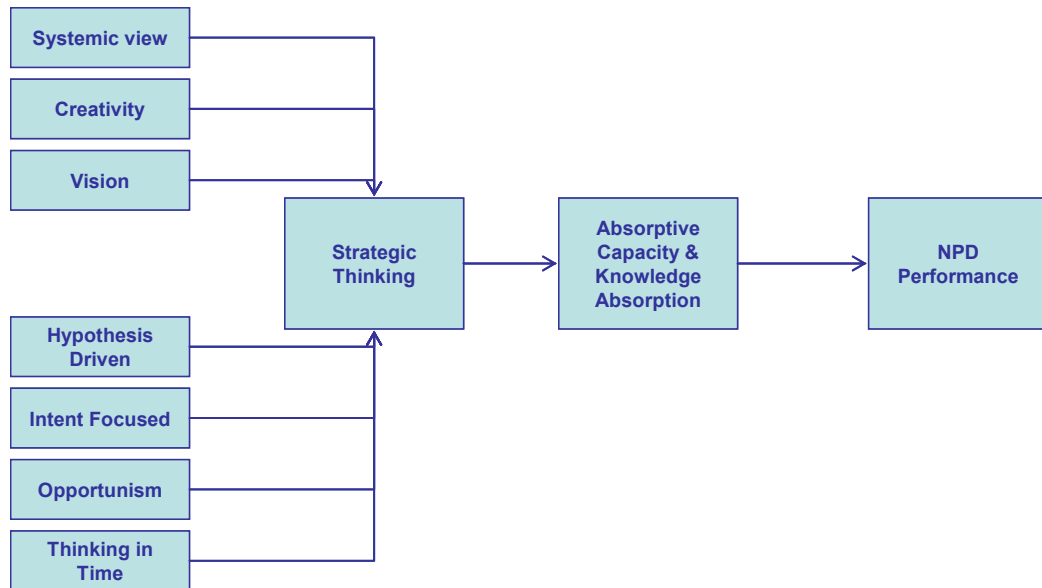 Systemic view
Creativity
Vision
Strategic
Thinking
Absorptive
Capacity &
Knowledge
Absorption
NPD
Performance
Hypothesis
Driven
Intent Focused
Opportunism
Thinking in
Time